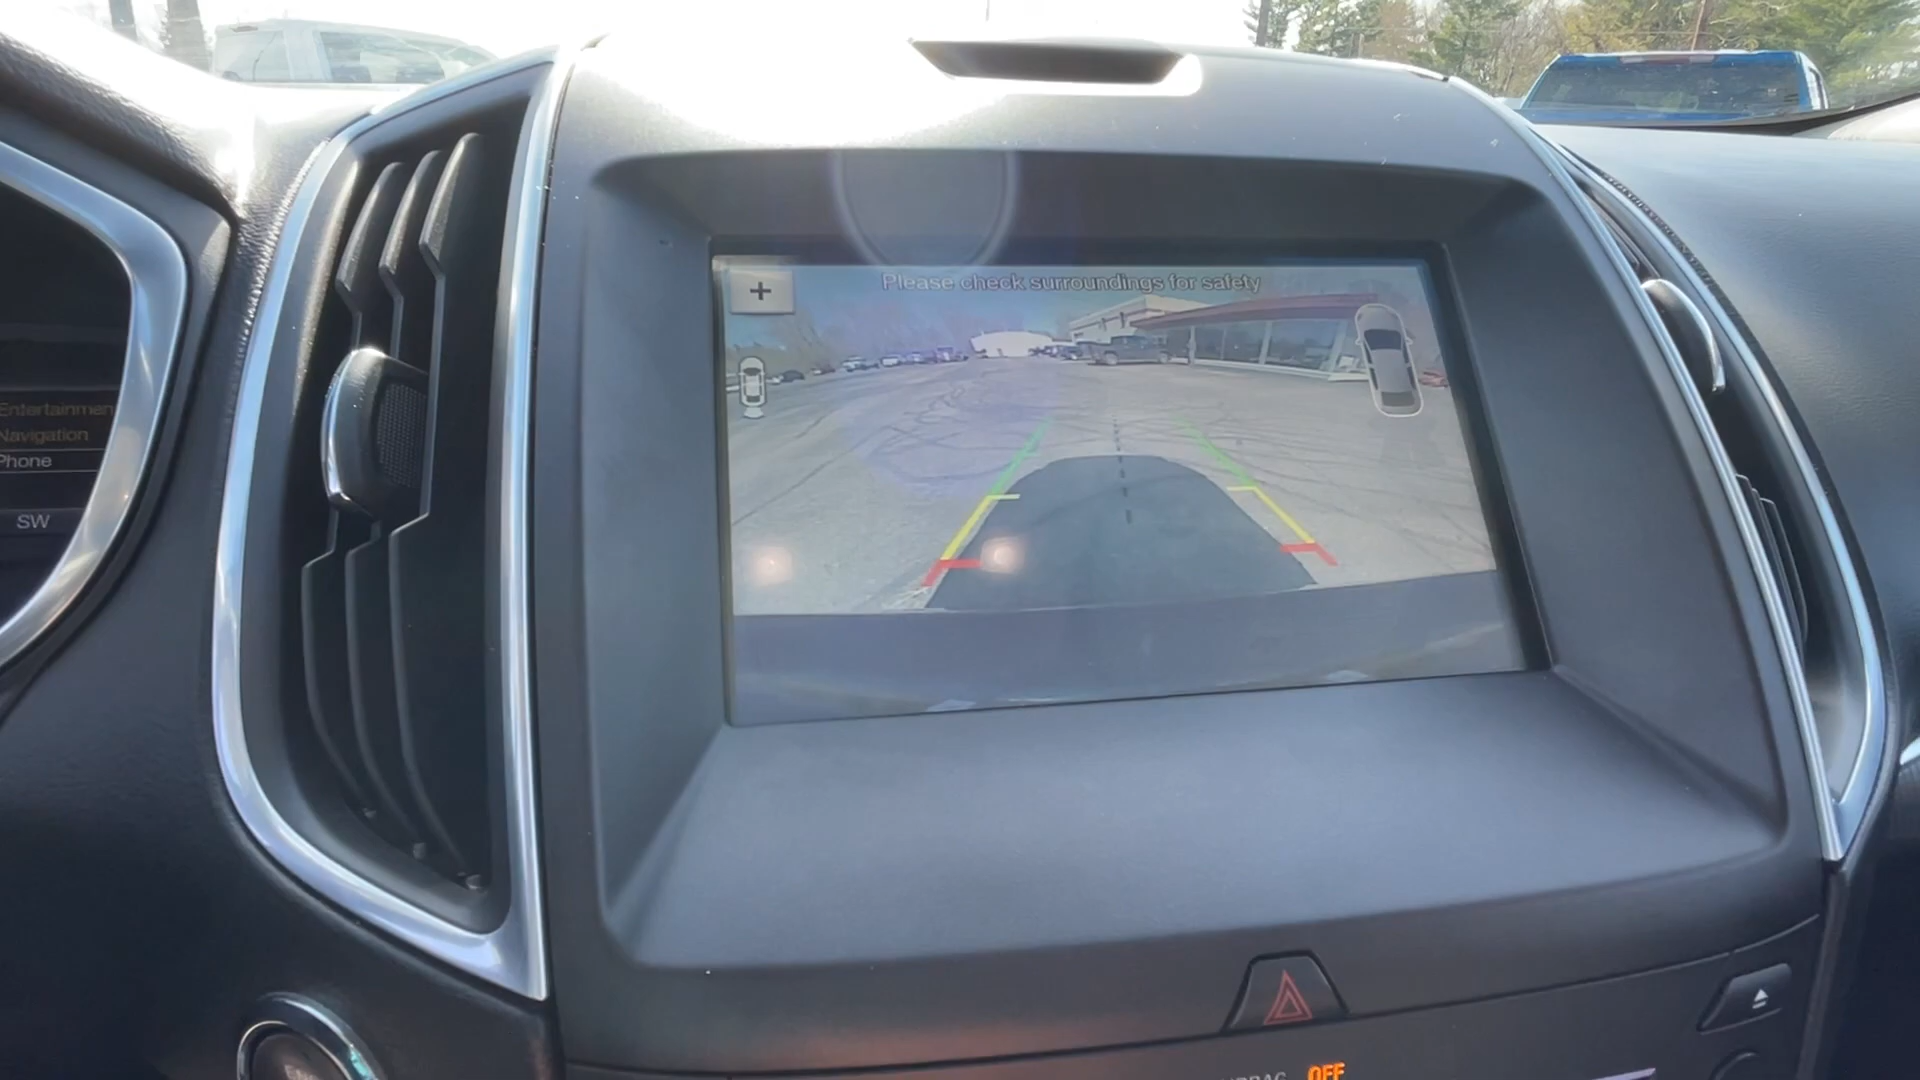 Please check surroundings for safety
+
Entertainmen
Navigation
Phone
SW
OFF